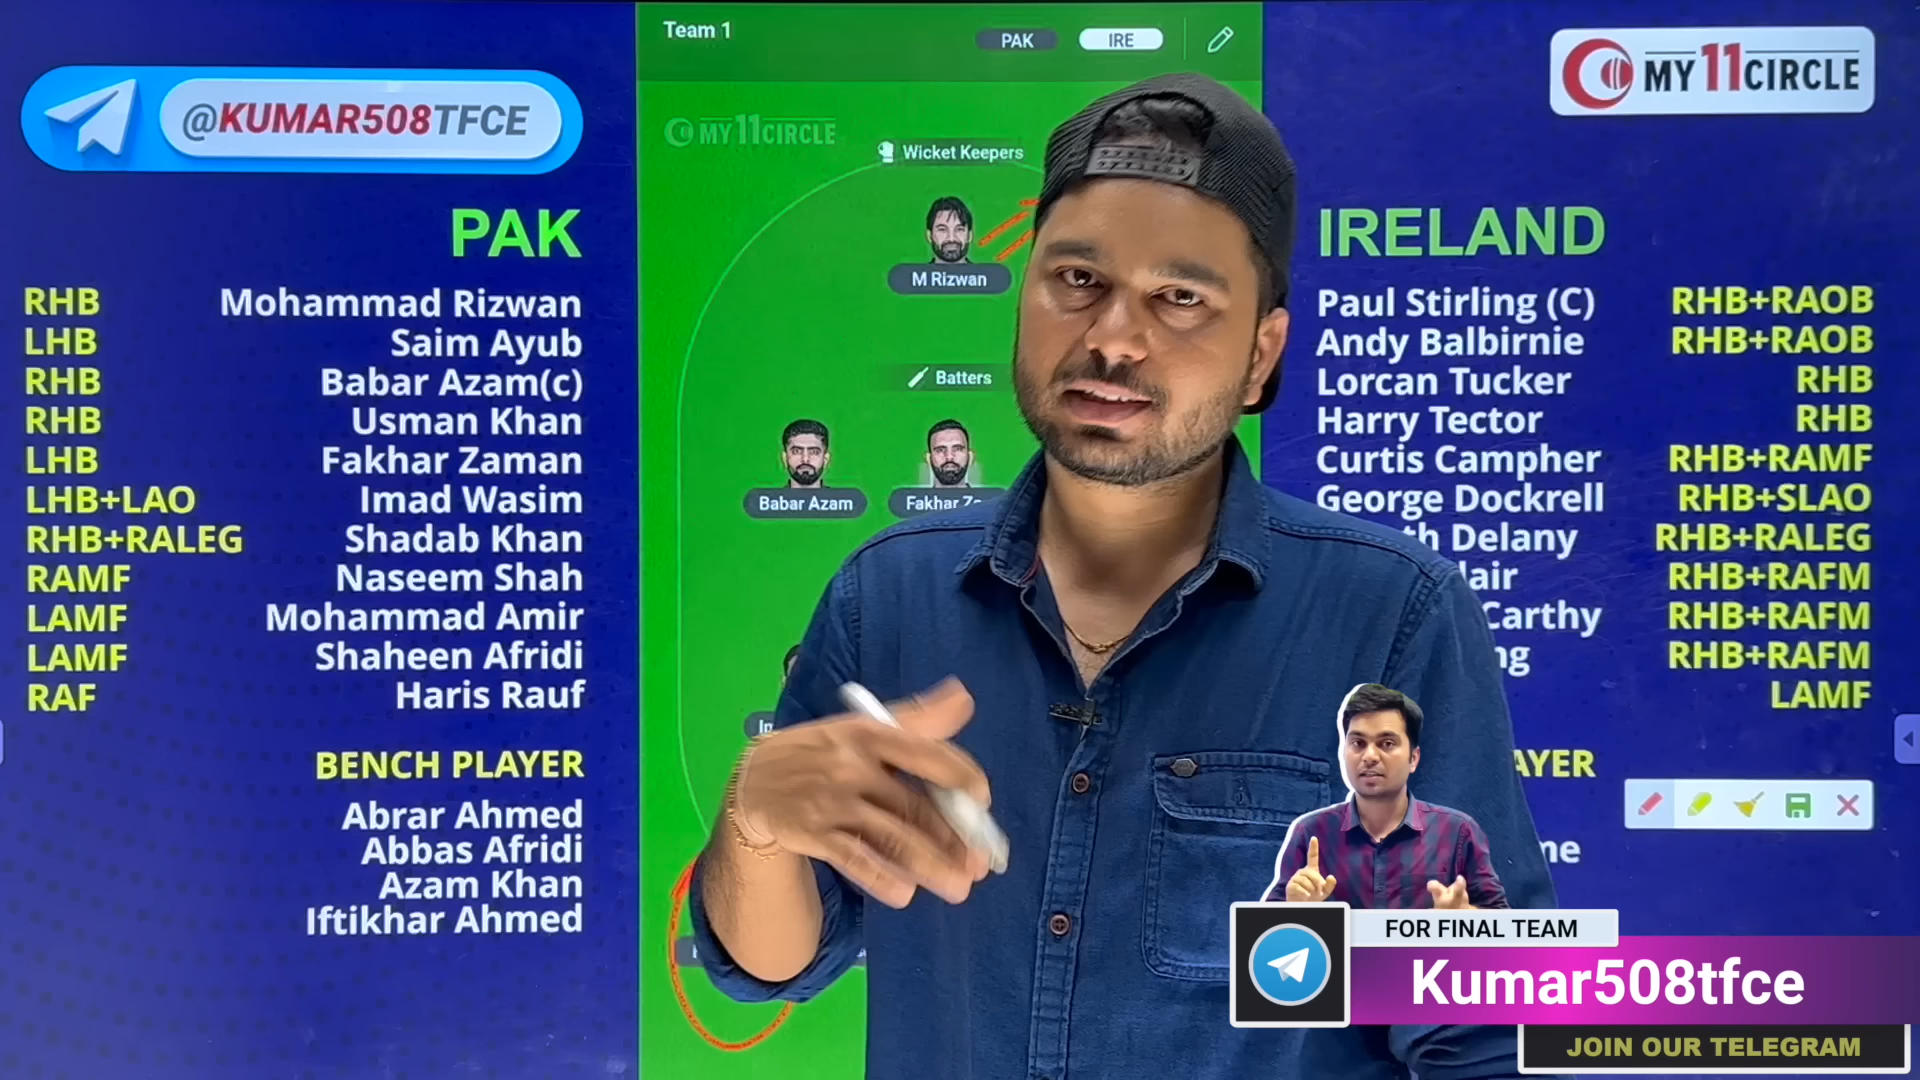 Team 1
PAK
IRE
@KUMAR508TFCE
MY11CIRCLE
MY11CIRCLE
Wicket Keepers
M Rizwan
Batters
Babar Azam
Fakhar
PAK
RHB Mohammad Rizwan
LHB Saim Ayub
RHB Babar Azam(c)
RHB Usman Khan
LHB Fakhar Zaman
LHB+LAO Imad Wasim
RHB+RALEG Shadab Khan
RAMF Naseem Shah
LAMF Mohammad Amir
LAMF Shaheen Afridi
RAF Haris Rauf
BENCH PLAYER
Abrar Ahmed
Abbas Afridi
Azam Khan
Iftikhar Ahmed
IRELAND
Paul Stirling (C) RHB+RAOB
Andy Balbirnie RHB+RAOB
Lorcan Tucker RHB
Harry Tector RHB
Curtis Campher RHB+RAMF
George Dockrell RHB+SLAO
Delany RHB+RALEG
RHB+RAFM
Carthy RHB+RAFM
RHB+RAFM
LAMF
FOR FINAL TEAM
Kumar508tfce
JOIN OUR TELEGRAM